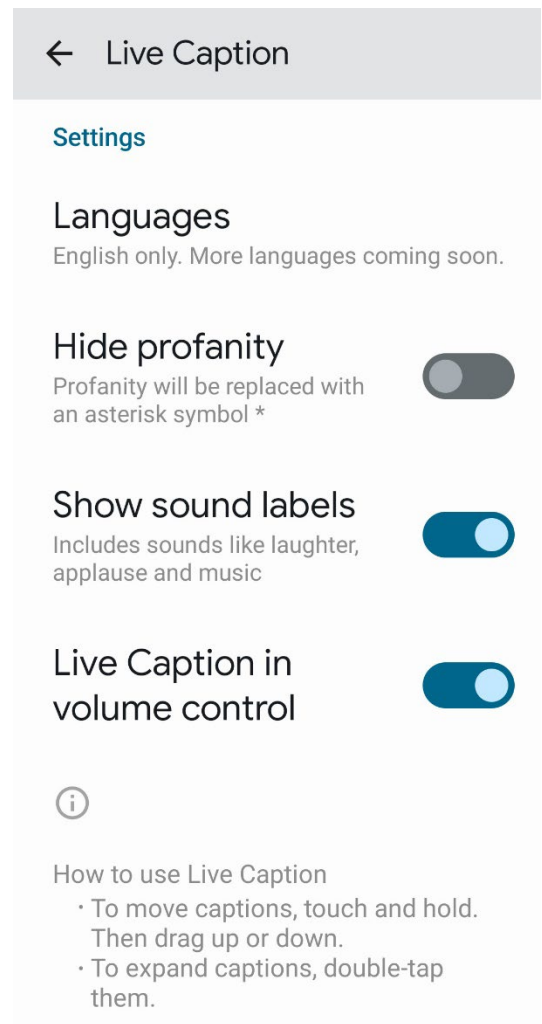 Live Caption
Settings
Languages
English only. More languages coming soon.
Hide profanity
Profanity will be replaced with
an asterisk symbol *
Show sound labels
Includes sounds like laughter,
applause and music
Live Caption in
volume control
How to use Live Caption
· To move captions, touch and hold.
Then drag up or down.
· To expand captions, double-tap
them.